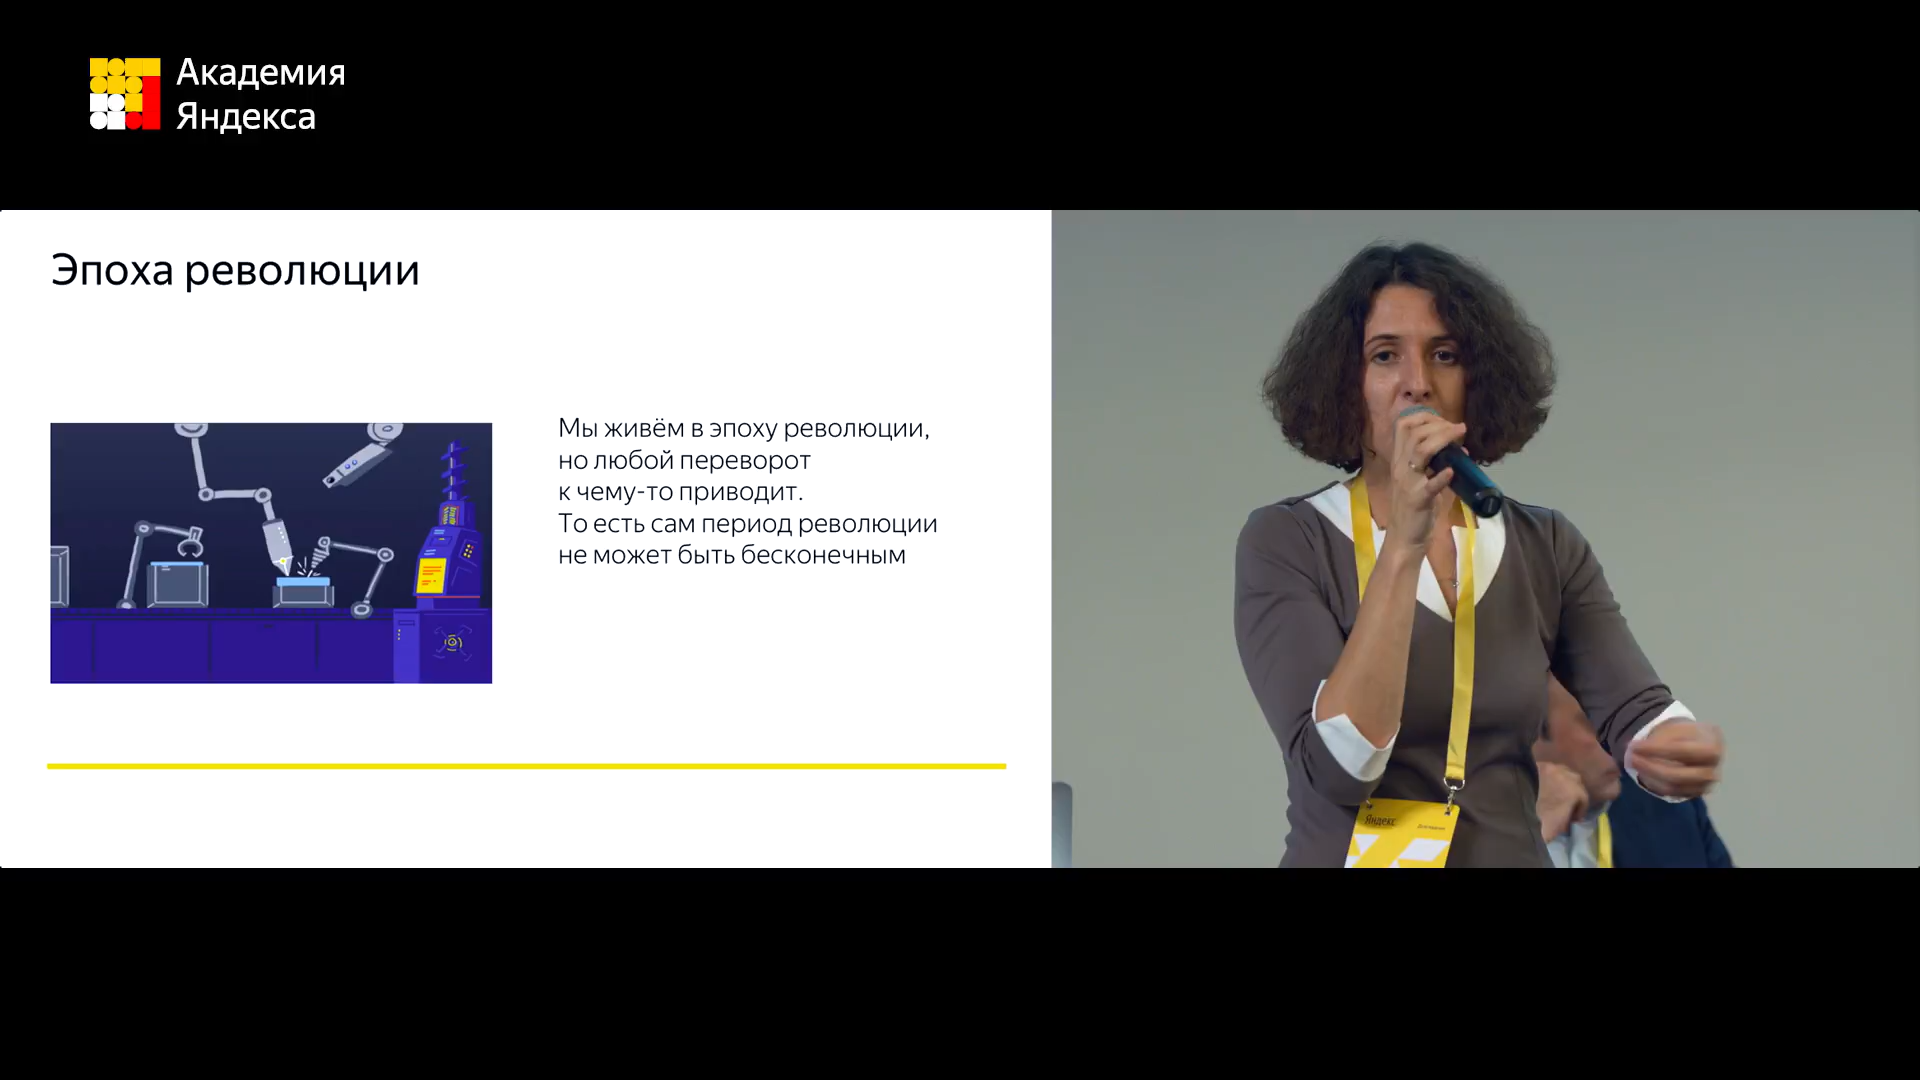 Академия
Яндекса
Эпоха революции
Мы живём в эпоху революции,
но любой переворот
к чему-то приводит.
То есть сам период революции
не может быть бесконечным
Яндекс